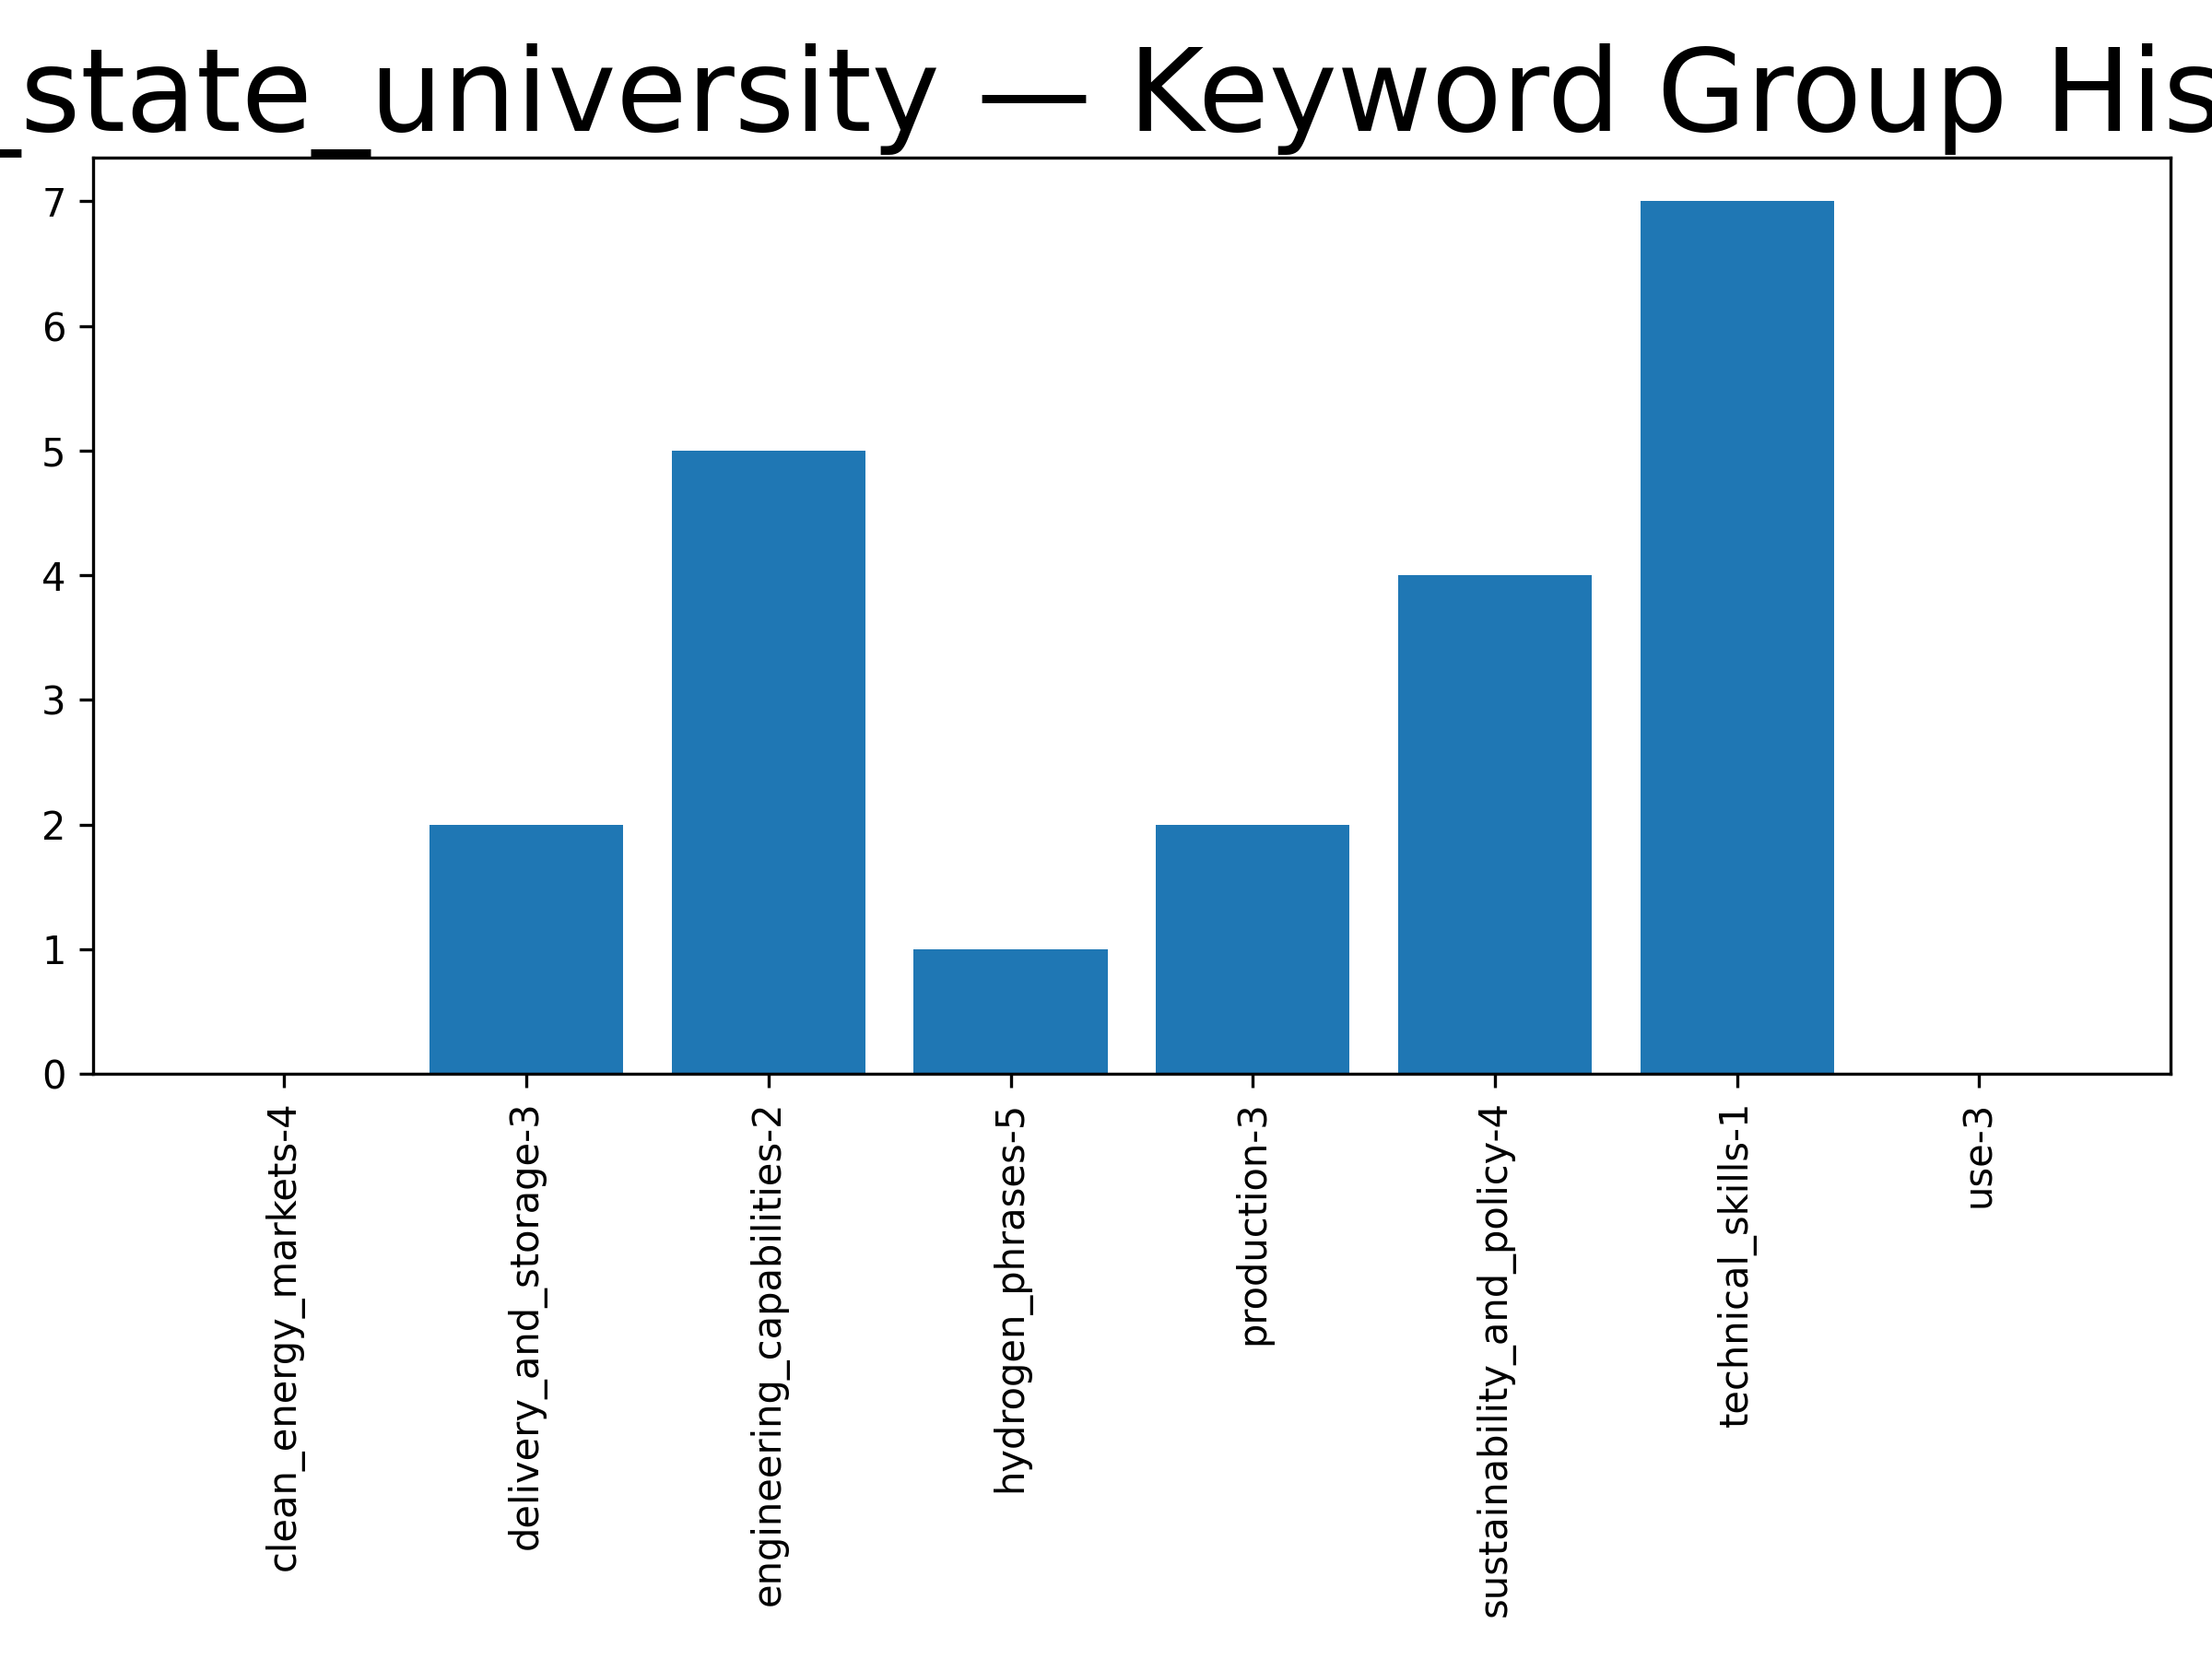 _state_university — Keyword Group His
7
6
5
4
3
2
1
0
clean_energy_markets-4
delivery_and_storage-3
engineering_capabilities-2
hydrogen_phrases-5
production-3
sustainability_and_policy-4
technical_skills-1
use-3